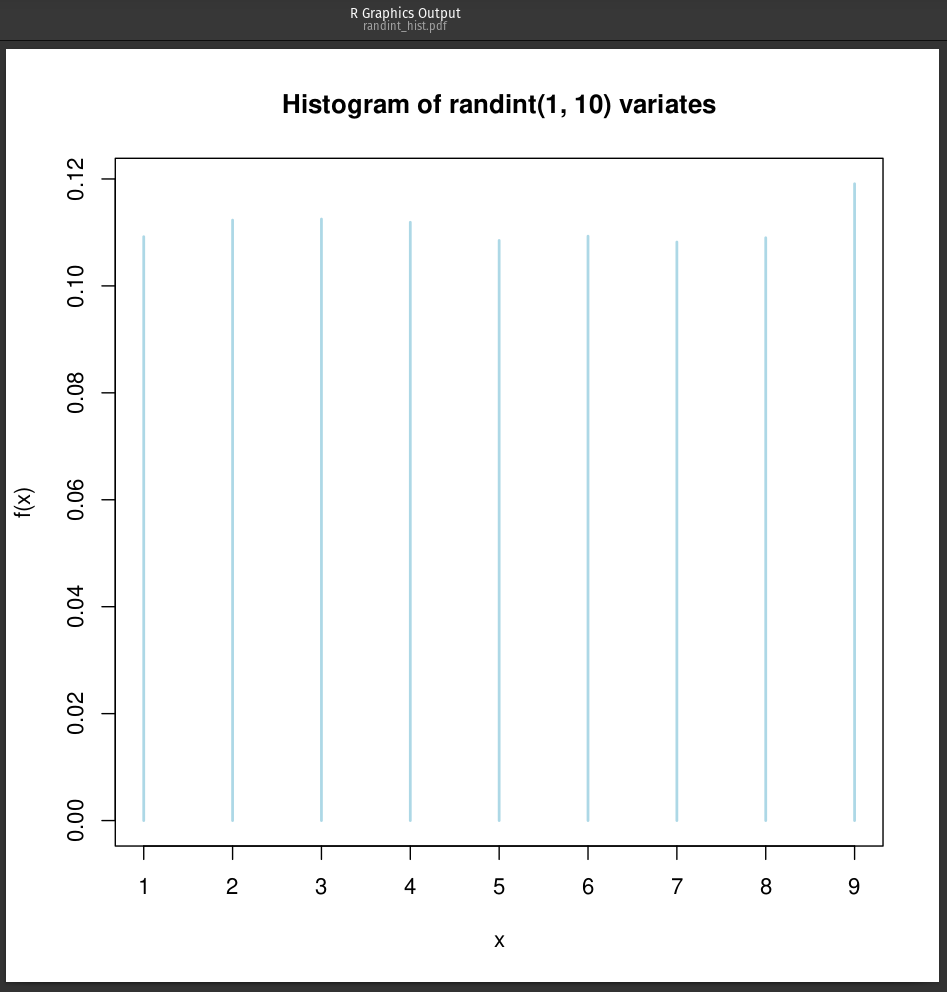 R Graphics Output
randint_hist.pdf
Histogram of randint(1, 10) variates
0.12
0.10
0.08
0.06
0.04
0.02
0.00
f(x)
1 2 3 4 5 6 7 8 9
x